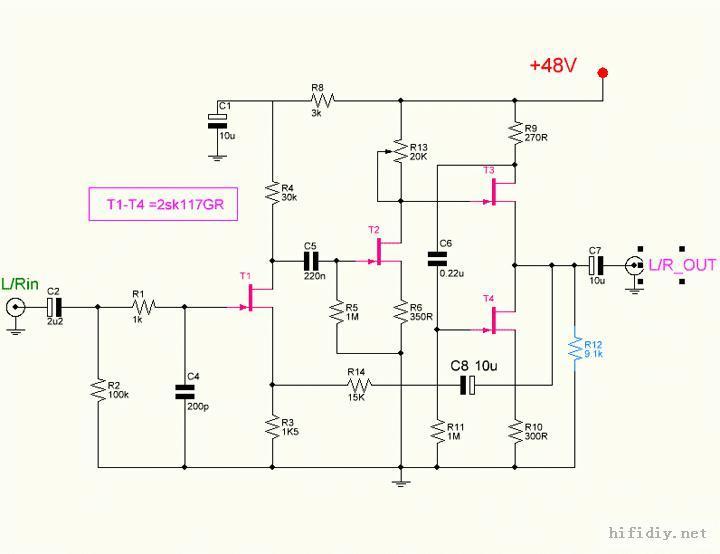 +48V
R8
3k
C1
10u
R9
270R
R13
20K
T3
R4
30k
T1-T4 =2sk117GR
T2
C5
220n
C6
0.22u
C7
10u
L/R_OUT
T1
L/Rin
C2
2u2
R1
1k
R5
1M
R6
350R
T4
R12
9.1k
C8 10u
R14
15K
R2
100k
C4
200p
R3
1K5
R11
1M
R10
300R
hifidiy.net